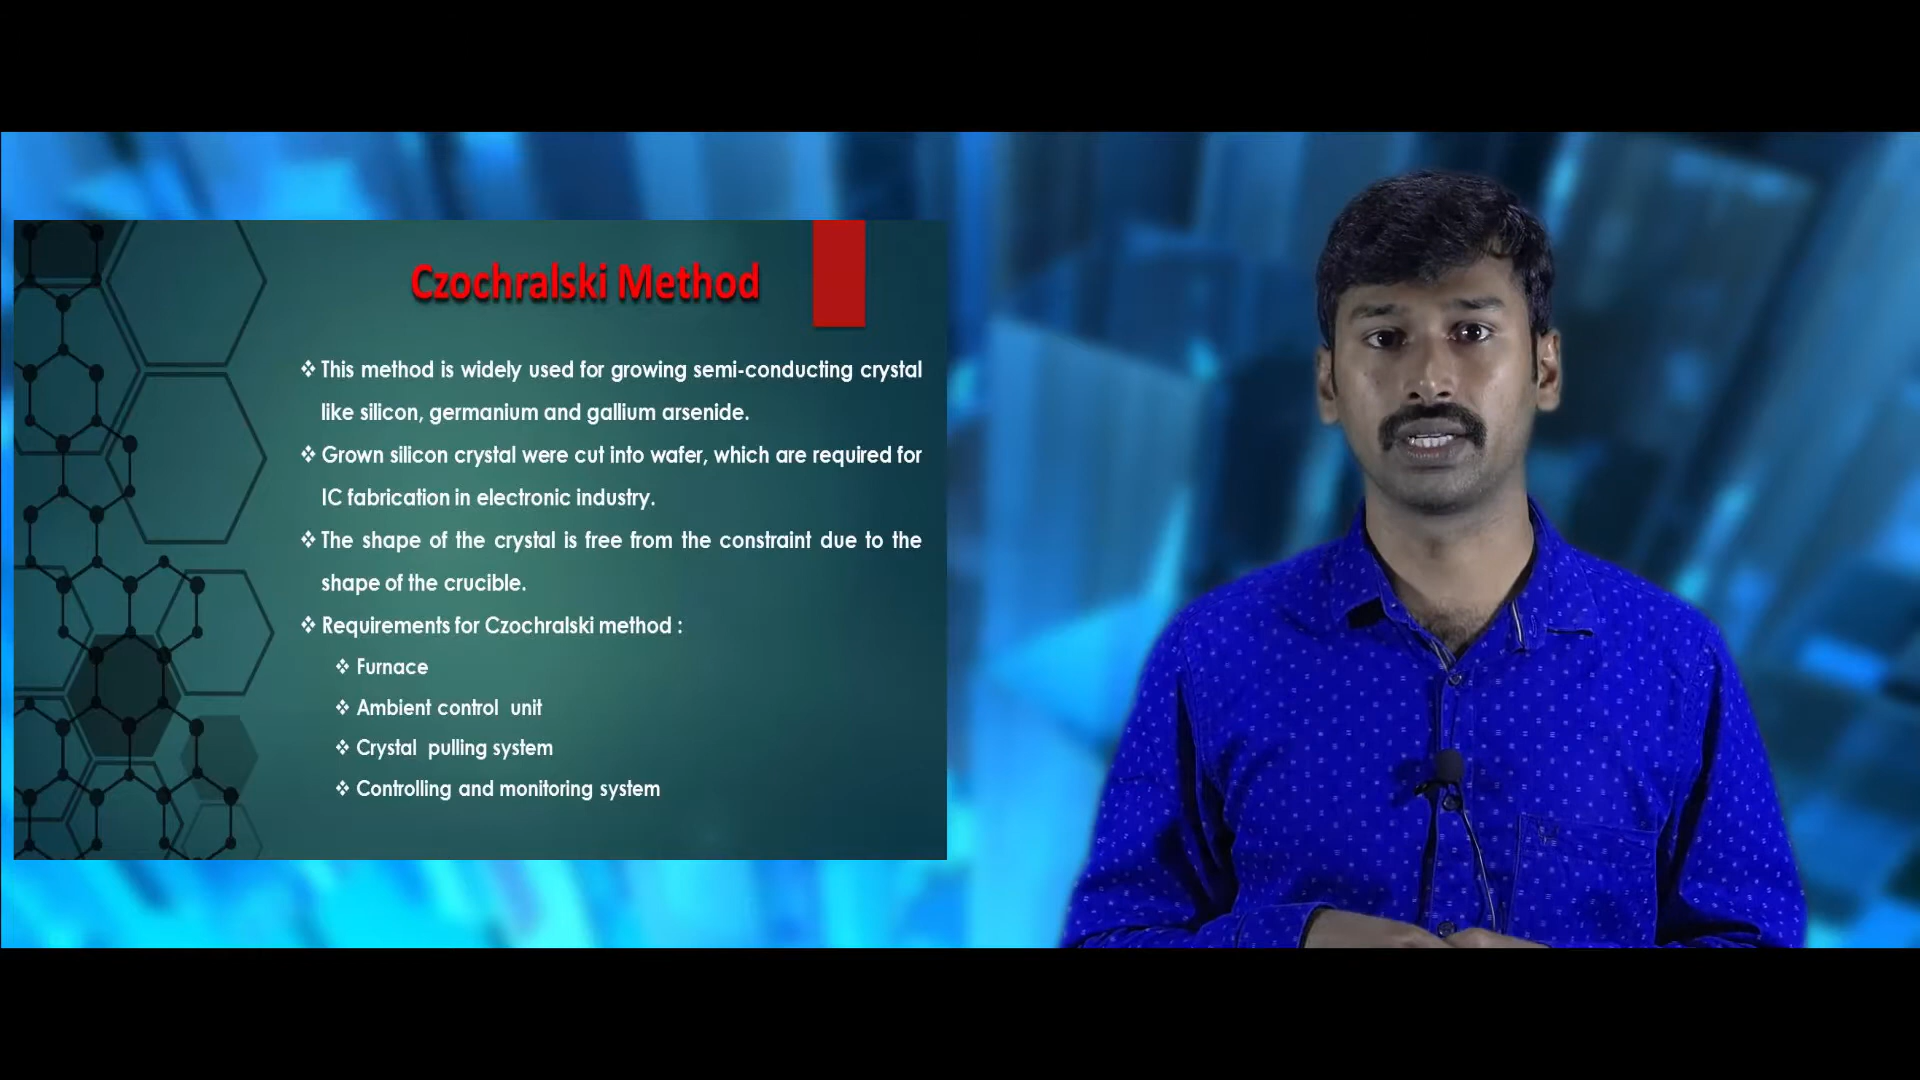 Czochralski Method
❖ This method is widely used for growing semi-conducting crystal
like silicon, germanium and gallium arsenide.
❖ Grown silicon crystal were cut into wafer, which are required for
IC fabrication in electronic industry.
❖ The shape of the crystal is free from the constraint due to the
shape of the crucible.
❖ Requirements for Czochralski method :
❖ Furnace
❖ Ambient control unit
❖ Crystal pulling system
❖ Controlling and monitoring system